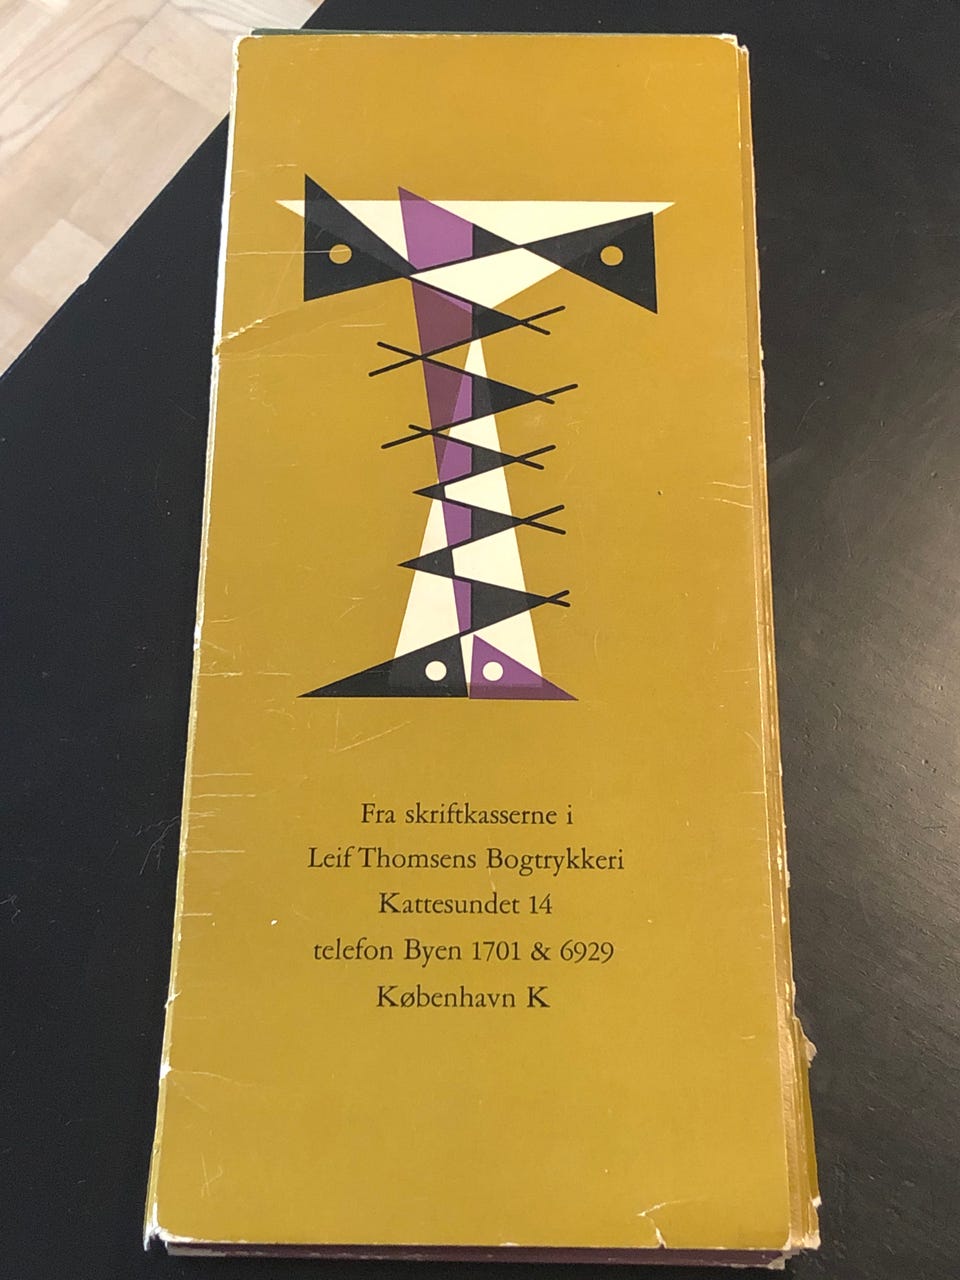 Fra skriftkasserne i
Leif Thomsens Bogtrykkeri
Kattesundet 14
telefon Byen 1701 & 6929
København K